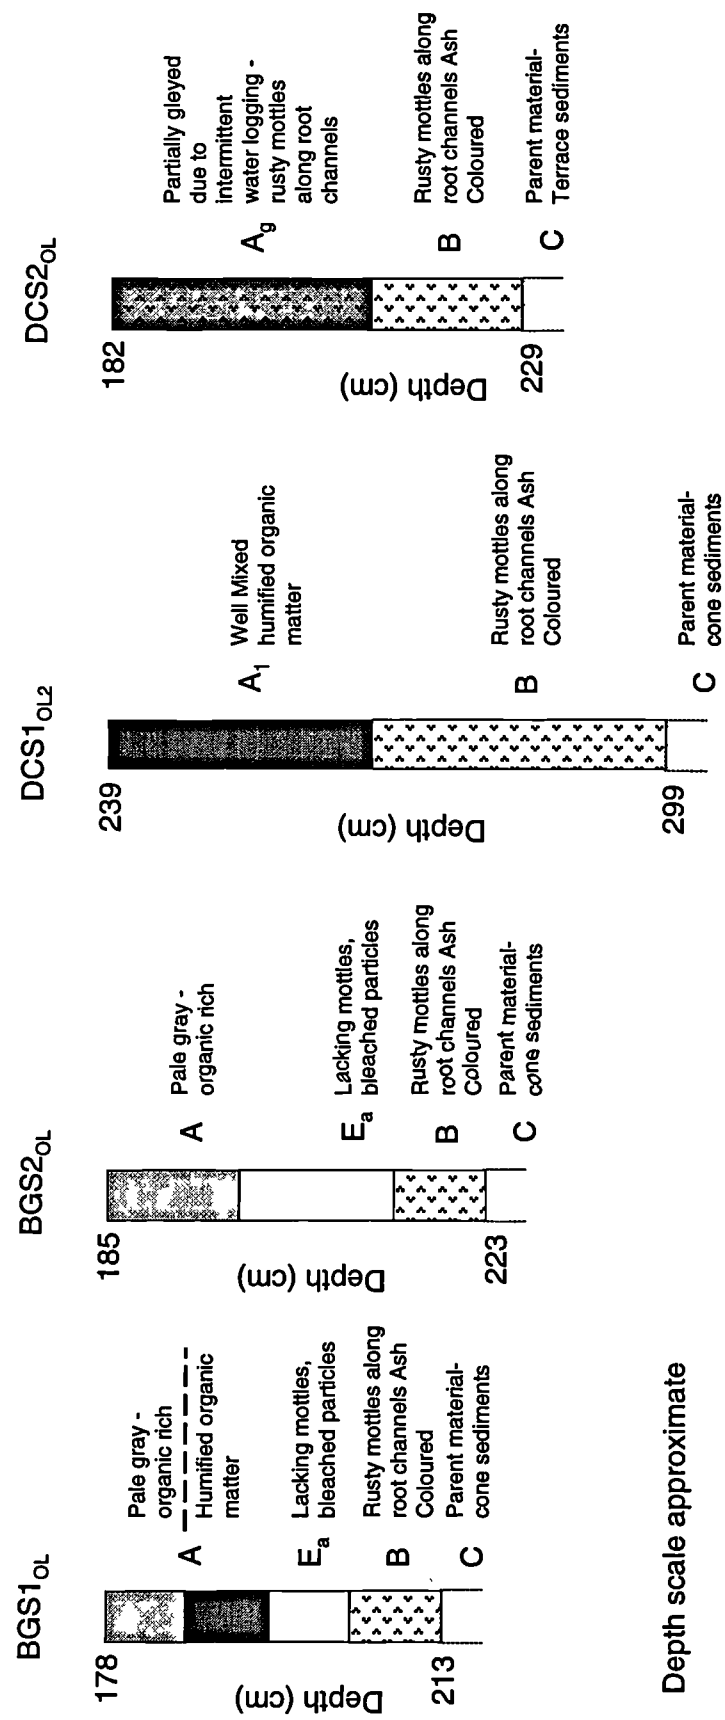 BGS1OL
178
Depth (cm)
213
A
Pale gray -
organic rich
Humified organic
matter
Ea
Lacking mottles,
bleached particles
B
Rusty mottles along
root channels Ash
Coloured
C
Parent material-
cone sediments
BGS2OL
185
Depth (cm)
223
A
Pale gray -
organic rich
Ea
Lacking mottles,
bleached particles
B
Rusty mottles along
root channels Ash
Coloured
C
Parent material-
cone sediments
DCS1OL2
239
Depth (cm)
299
A1
Well Mixed
humified organic
matter
B
Rusty mottles along
root channels Ash
Coloured
C
Parent material-
cone sediments
DCS2OL
182
Depth (cm)
229
Ag
Partially gleyed
due to
intermittent
water logging -
rusty mottles
along root
channels
B
Rusty mottles along
root channels Ash
Coloured
C
Parent material-
Terrace sediments
Depth scale approximate